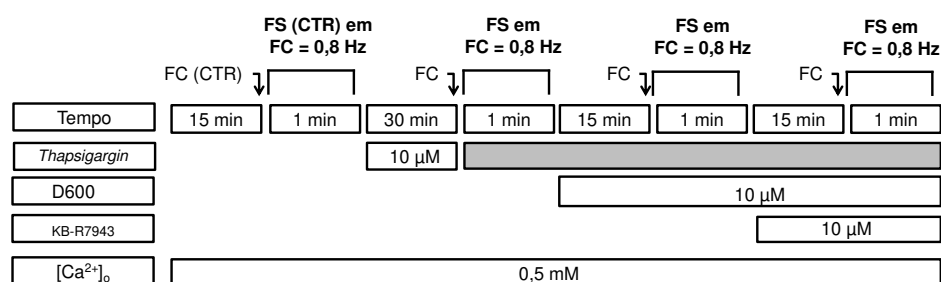 FS (CTR) em
FC = 0,8 Hz
FS em
FC = 0,8 Hz
FS em
FC = 0,8 Hz
FS em
FC = 0,8 Hz
FC (CTR)
FC
FC
FC
Tempo
15 min
1 min
30 min
1 min
15 min
1 min
15 min
1 min
Thapsigargin
10 µM
D600
10 µM
KB-R7943
10 µM
[Ca²⁺]ₒ
0,5 mM